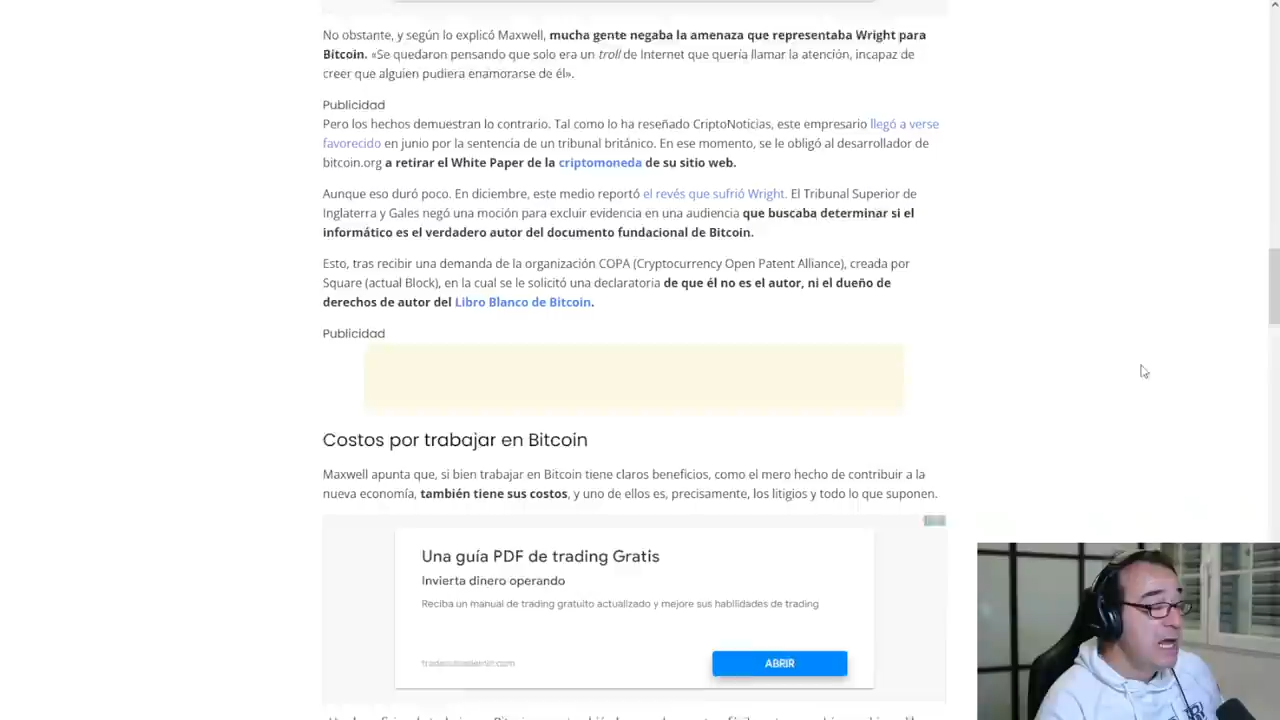 No obstante, y según lo explicó Maxwell, mucha gente negaba la amenaza que representaba Wright para
Bitcoin. «Se quedaron pensando que solo era un troll de Internet que quería llamar la atención, incapaz de
creer que alguien pudiera enamorarse de él».
Publicidad
Pero los hechos demuestran lo contrario. Tal como lo ha reseñado CriptoNoticias, este empresario llegó a verse
favorecido en junio por la sentencia de un tribunal británico. En ese momento, se le obligó al desarrollador de
bitcoin.org a retirar el White Paper de la criptomoneda de su sitio web.
Aunque eso duró poco. En diciembre, este medio reportó el revés que sufrió Wright. El Tribunal Superior de
Inglaterra y Gales negó una moción para excluir evidencia en una audiencia que buscaba determinar si el
informático es el verdadero autor del documento fundacional de Bitcoin.
Esto, tras recibir una demanda de la organización COPA (Cryptocurrency Open Patent Alliance), creada por
Square (actual Block), en la cual se le solicitó una declaratoria de que él no es el autor, ni el dueño de
derechos de autor del Libro Blanco de Bitcoin.
Publicidad
Costos por trabajar en Bitcoin
Maxwell apunta que, si bien trabajar en Bitcoin tiene claros beneficios, como el mero hecho de contribuir a la
nueva economía, también tiene sus costos, y uno de ellos es, precisamente, los litigios y todo lo que suponen.
Una guía PDF de trading Gratis
Invierta dinero operando
Reciba un manual de trading gratuito actualizado y mejore sus habilidades de trading
ABRIR